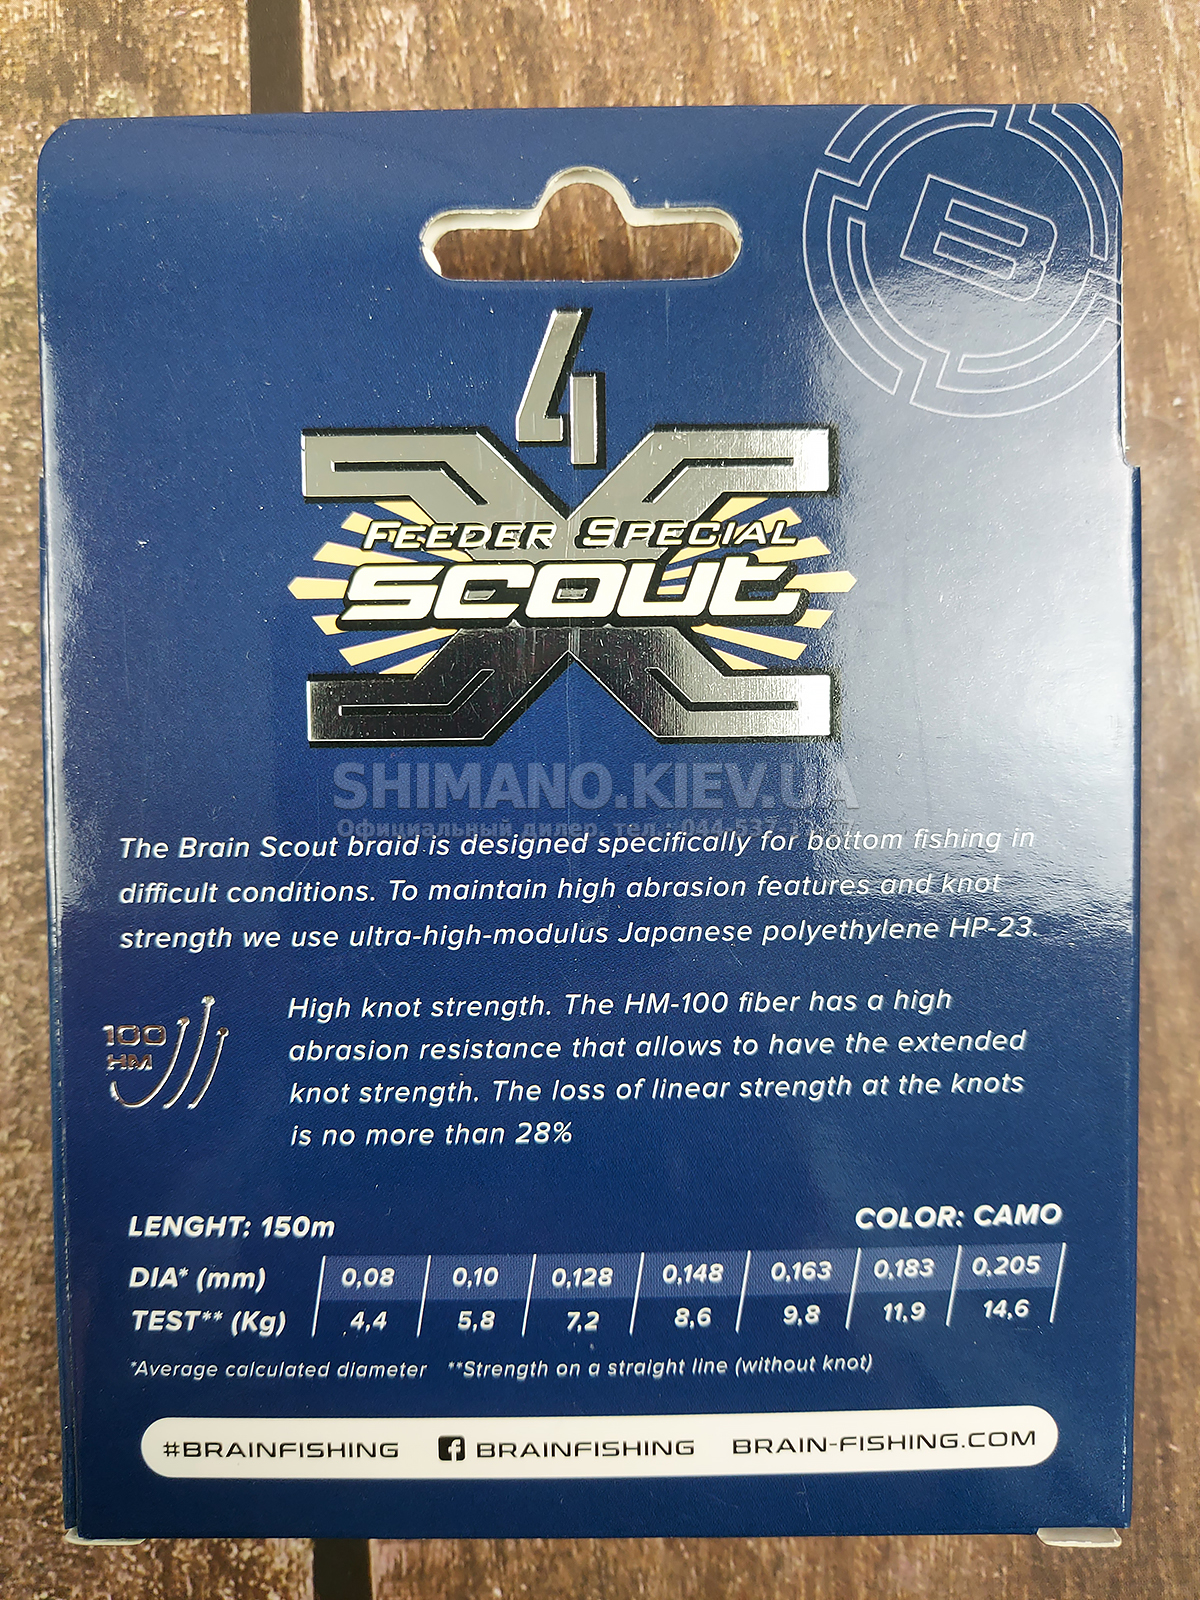 B
4
FEEDER SPECIAL
SCOUT
SHIMANO.KIEV.UA
Официальный дилер. тел.: 044 537
The Brain Scout braid is designed specifically for bottom fishing in
difficult conditions. To maintain high abrasion features and knot
strength we use ultra-high-modulus Japanese polyethylene HP-23.
100
HM
High knot strength. The HM-100 fiber has a high
abrasion resistance that allows to have the extended
knot strength. The loss of linear strength at the knots
is no more than 28%
LENGHT: 150m COLOR: CAMO
DIA* (mm) 0,08 0,10 0,128 0,148 0,163 0,183 0,205
TEST** (Kg) 4,4 5,8 7,2 8,6 9,8 11,9 14,6
*Average calculated diameter **Strength on a straight line (without knot)
#BRAINFISHING f BRAINFISHING BRAIN-FISHING.COM